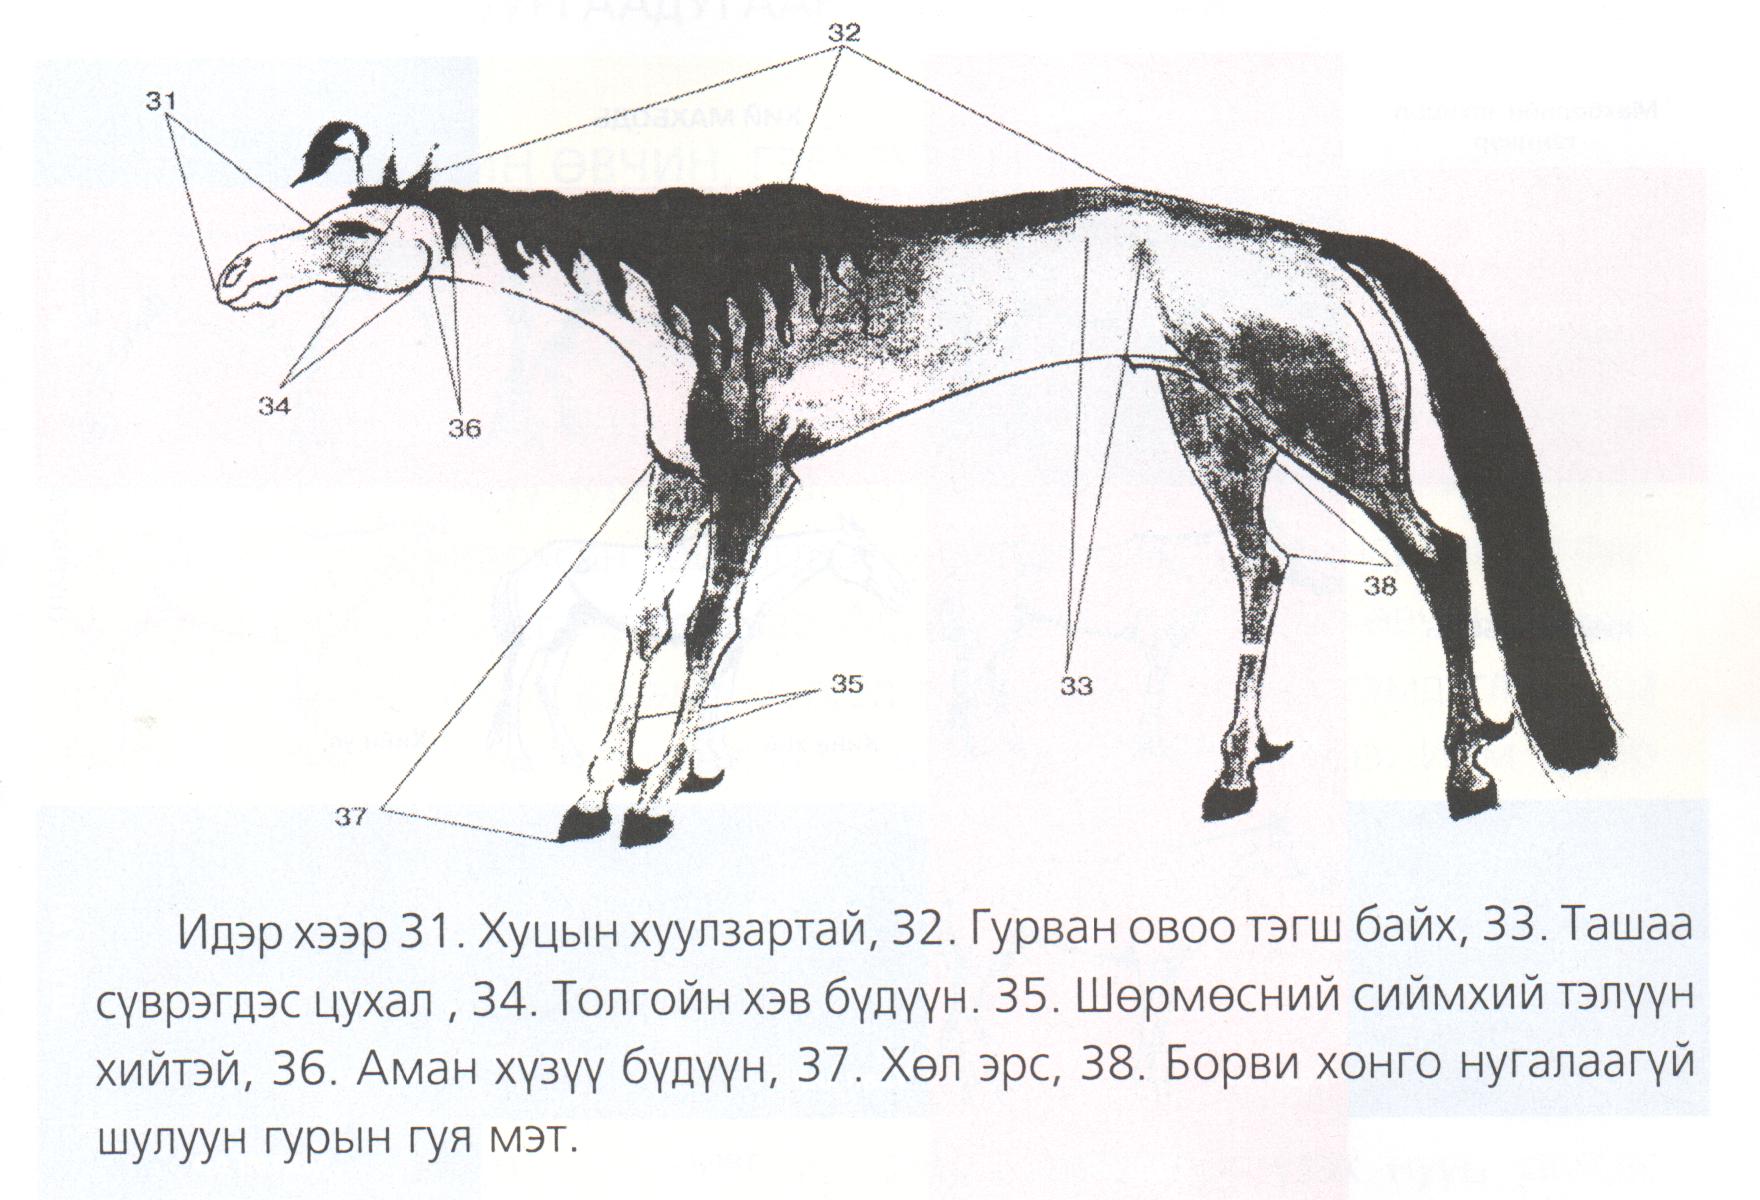 32
31
34
36
38
35
33
37
Идэр хээр 31. Хуцын хуулзартай, 32. Гурван овоо тэгш байх, 33. Ташаа
сүврэгдэс цухал , 34. Толгойн хэв бүдүүн. 35. Шөрмөсний сиймхий тэлүүн
хийтэй, 36. Аман хүзүү бүдүүн, 37. Хөл эрс, 38. Борви хонго нугалаагүй
шулуун гурын гуя мэт.